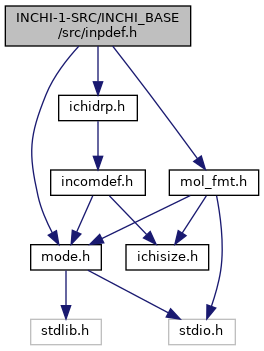 INCHI-1-SRC/INCHI_BASE
/src/inpdef.h
ichidrp.h
incomdef.h
mol_fmt.h
mode.h
ichisize.h
stdlib.h
stdio.h